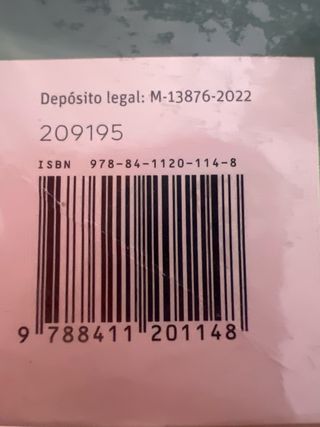 Depósito legal: M-13876-2022
209195
ISBN 978-84-1120-114-8
9 788411 201148